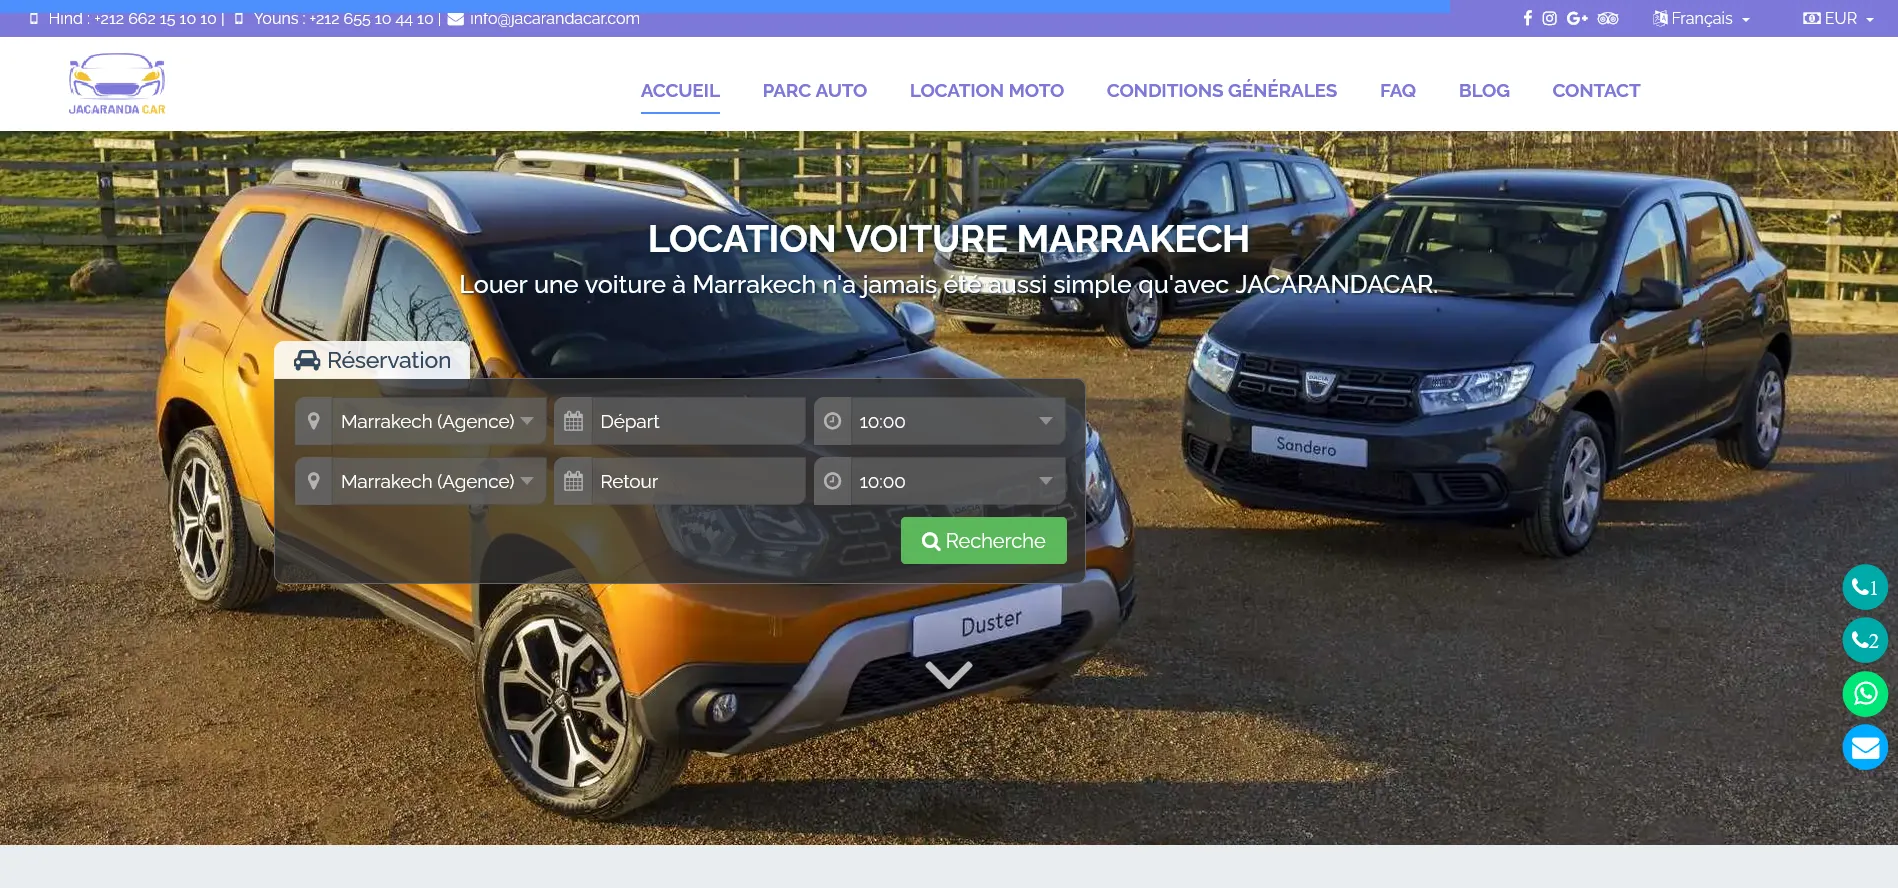 Hind : +212 662 15 10 10 | Youns : +212 655 10 44 10 | info@jacarandacar.com
Français EUR
JACARANDA CAR
ACCUEIL PARC AUTO LOCATION MOTO CONDITIONS GÉNÉRALES FAQ BLOG CONTACT
LOCATION VOITURE MARRAKECH
Louer une voiture à Marrakech n'a jamais été aussi simple qu'avec JACARANDACAR.
Réservation
Marrakech (Agence) Départ 10:00
Marrakech (Agence) Retour 10:00
Recherche
DACIA
Sandero
Duster
1
2